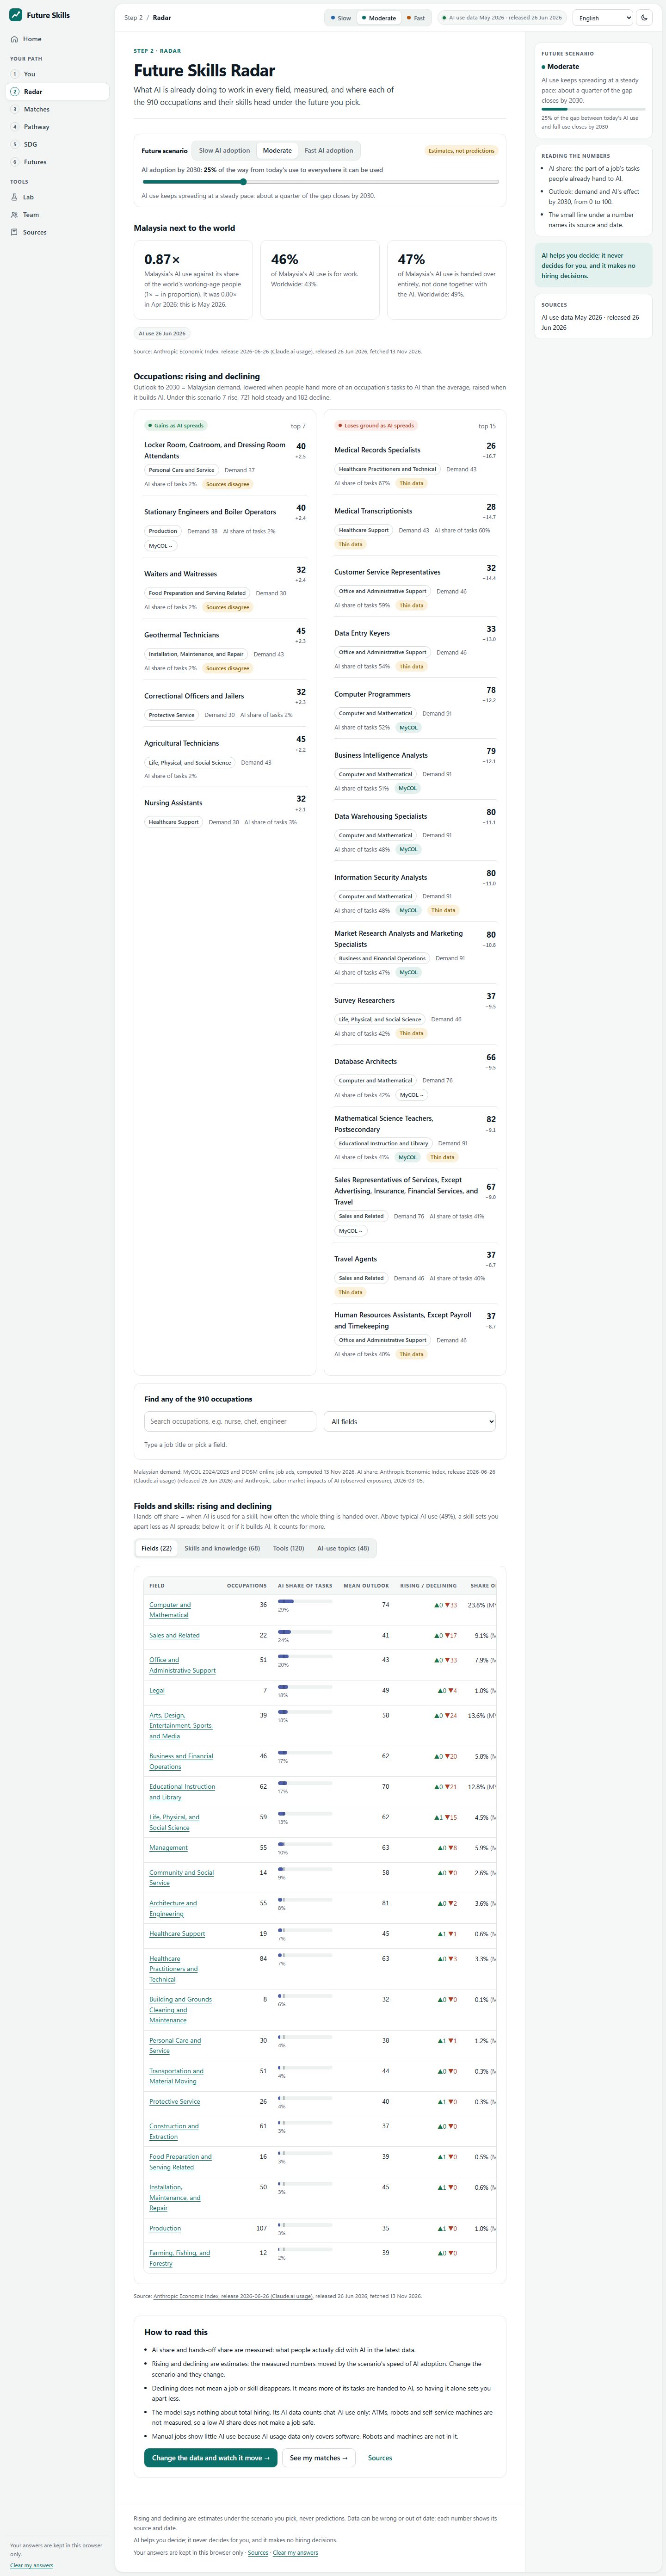 Future Skills
Home
YOUR PATH
1 You
2 Radar
3 Matches
4 Pathway
5 SDG
6 Futures
TOOLS
Lab
Team
Sources
Step 2 / Radar
Slow
Moderate
Fast
AI use data May 2026 · released 26 Jun 2026
English
STEP 2 · RADAR
Future Skills Radar
What AI is already doing to work in every field, measured, and where each of
the 910 occupations and their skills head under the future you pick.
Future scenario
Slow AI adoption
Moderate
Fast AI adoption
Estimates, not predictions
AI adoption by 2030: 25% of the way from today's use to everywhere it can be used
AI use keeps spreading at a steady pace: about a quarter of the gap closes by 2030.
Malaysia next to the world
0.87×
Malaysia's AI use against its share
of the world's working-age people
(1× = in proportion). It was 0.80×
in Apr 2026; this is May 2026.
46%
of Malaysia's AI use is for work.
Worldwide: 43%.
47%
of Malaysia's AI use is handed over
entirely, not done together with
the AI. Worldwide: 49%.
AI use 26 Jun 2026
Source: Anthropic Economic Index, release 2026-06-26 (Claude.ai usage), released 26 Jun 2026, fetched 13 Nov 2026.
Occupations: rising and declining
Outlook to 2030 = Malaysian demand, lowered when people hand more of an occupation's tasks to AI than the average, raised when
it builds AI. Under this scenario 7 rise, 721 hold steady and 182 decline.
Gains as AI spreads
top 7
Locker Room, Coatroom, and Dressing Room
Attendants
40
+2.5
Personal Care and Service
Demand 37
AI share of tasks 2%
Sources disagree
Stationary Engineers and Boiler Operators
40
+2.4
Production
Demand 38
AI share of tasks 2%
MyCOL ~
Waiters and Waitresses
32
+2.4
Food Preparation and Serving Related
Demand 30
AI share of tasks 2%
Sources disagree
Geothermal Technicians
45
+2.3
Installation, Maintenance, and Repair
Demand 43
AI share of tasks 2%
Sources disagree
Correctional Officers and Jailers
32
+2.3
Protective Service
Demand 30
AI share of tasks 2%
Agricultural Technicians
45
+2.2
Life, Physical, and Social Science
Demand 43
AI share of tasks 2%
Nursing Assistants
32
+2.1
Healthcare Support
Demand 30
AI share of tasks 3%
Loses ground as AI spreads
top 15
Medical Records Specialists
26
−16.7
Healthcare Practitioners and Technical
Demand 43
AI share of tasks 67%
Thin data
Medical Transcriptionists
28
−14.7
Healthcare Support
Demand 43
AI share of tasks 60%
Thin data
Customer Service Representatives
32
−14.4
Office and Administrative Support
Demand 46
AI share of tasks 59%
Thin data
Data Entry Keyers
33
−13.0
Office and Administrative Support
Demand 46
AI share of tasks 54%
Thin data
Computer Programmers
78
−12.2
Computer and Mathematical
Demand 91
AI share of tasks 52%
MyCOL
Business Intelligence Analysts
79
−12.1
Computer and Mathematical
Demand 91
AI share of tasks 51%
MyCOL
Data Warehousing Specialists
80
−11.1
Computer and Mathematical
Demand 91
AI share of tasks 48%
MyCOL
Information Security Analysts
80
−11.0
Computer and Mathematical
Demand 91
AI share of tasks 48%
MyCOL
Thin data
Market Research Analysts and Marketing
Specialists
80
−10.8
Business and Financial Operations
Demand 91
AI share of tasks 47%
MyCOL
Survey Researchers
37
−9.5
Life, Physical, and Social Science
Demand 46
AI share of tasks 42%
Thin data
Database Architects
66
−9.5
Computer and Mathematical
Demand 76
AI share of tasks 42%
MyCOL ~
Mathematical Science Teachers,
Postsecondary
82
−9.1
Educational Instruction and Library
Demand 91
AI share of tasks 41%
MyCOL
Thin data
Sales Representatives of Services, Except
Advertising, Insurance, Financial Services, and
Travel
67
−9.0
Sales and Related
Demand 76
AI share of tasks 41%
MyCOL ~
Travel Agents
37
−8.7
Sales and Related
Demand 46
AI share of tasks 40%
Thin data
Human Resources Assistants, Except Payroll
and Timekeeping
37
−8.7
Office and Administrative Support
Demand 46
AI share of tasks 40%
Thin data
Find any of the 910 occupations
Search occupations, e.g. nurse, chef, engineer
All fields
Type a job title or pick a field.
Malaysian demand: MyCOL 2024/2025 and DOSM online job ads, computed 13 Nov 2026. AI share: Anthropic Economic Index, release 2026-06-26
(Claude.ai usage) (released 26 Jun 2026) and Anthropic, Labor market impacts of AI (observed exposure), 2026-03-05.
Fields and skills: rising and declining
Hands-off share = when AI is used for a skill, how often the whole thing is handed over. Above typical AI use (49%), a skill sets you
apart less as AI spreads; below it, or if it builds AI, it counts for more.
Fields (22)
Skills and knowledge (68)
Tools (120)
AI-use topics (48)
FIELD OCCUPATIONS AI SHARE OF TASKS MEAN OUTLOOK RISING / DECLINING SHARE O
Computer and
Mathematical
36 29% 74 ▲0 ▼33 23.8% (M
Sales and Related 22 24% 41 ▲0 ▼17 9.1% (M
Office and
Administrative Support
51 20% 43 ▲0 ▼33 7.9% (M
Legal 7 18% 49 ▲0 ▼4 1.0% (M
Arts, Design,
Entertainment, Sports,
and Media
39 18% 58 ▲0 ▼24 13.6% (M
Business and Financial
Operations
46 17% 62 ▲0 ▼20 5.8% (M
Educational Instruction
and Library
62 17% 70 ▲0 ▼21 12.8% (M
Life, Physical, and
Social Science
59 13% 62 ▲1 ▼15 4.5% (M
Management 55 10% 63 ▲0 ▼8 5.9% (M
Community and Social
Service
14 9% 58 ▲0 ▼0 2.6% (M
Architecture and
Engineering
55 8% 81 ▲0 ▼2 3.6% (M
Healthcare Support 19 7% 45 ▲1 ▼1 0.6% (M
Healthcare
Practitioners and
Technical
84 7% 63 ▲0 ▼3 3.3% (M
Building and Grounds
Cleaning and
Maintenance
8 6% 32 ▲0 ▼0 0.1% (M
Personal Care and
Service
30 4% 38 ▲1 ▼1 1.2% (M
Transportation and
Material Moving
51 4% 44 ▲0 ▼0 0.3% (M
Protective Service 26 4% 40 ▲1 ▼0 0.3% (M
Construction and
Extraction
61 3% 37 ▲0 ▼0
Food Preparation and
Serving Related
16 3% 39 ▲1 ▼0 0.5% (M
Installation,
Maintenance, and
Repair
50 3% 45 ▲1 ▼0 0.6% (M
Production 107 3% 35 ▲1 ▼0 1.0% (M
Farming, Fishing, and
Forestry
12 2% 39 ▲0 ▼0
Source: Anthropic Economic Index, release 2026-06-26 (Claude.ai usage), released 26 Jun 2026, fetched 13 Nov 2026.
How to read this
AI share and hands-off share are measured: what people actually did with AI in the latest data.
Rising and declining are estimates: the measured numbers moved by the scenario's speed of AI adoption. Change the
scenario and they change.
Declining does not mean a job or skill disappears. It means more of its tasks are handed to AI, so having it alone sets you
apart less.
The model says nothing about total hiring. Its AI data counts chat-AI use only: ATMs, robots and self-service machines are
not measured, so a low AI share does not make a job safe.
Manual jobs show little AI use because AI usage data only covers software. Robots and machines are not in it.
Change the data and watch it move →
See my matches →
Sources
Rising and declining are estimates under the scenario you pick, never predictions. Data can be wrong or out of date; each number shows its
source and date.
AI helps you decide; it never decides for you, and it makes no hiring decisions.
Your answers are kept in this browser only · Sources · Clear my answers
Your answers are kept in this browser
only.
Clear my answers
FUTURE SCENARIO
Moderate
AI use keeps spreading at a steady
pace: about a quarter of the gap
closes by 2030.
25% of the gap between today's AI use
and full use closes by 2030
READING THE NUMBERS
AI share: the part of a job's tasks
people already hand to AI.
Outlook: demand and AI's effect
by 2030, from 0 to 100.
The small line under a number
names its source and date.
AI helps you decide; it never
decides for you, and it makes no
hiring decisions.
SOURCES
AI use data May 2026 · released 26
Jun 2026